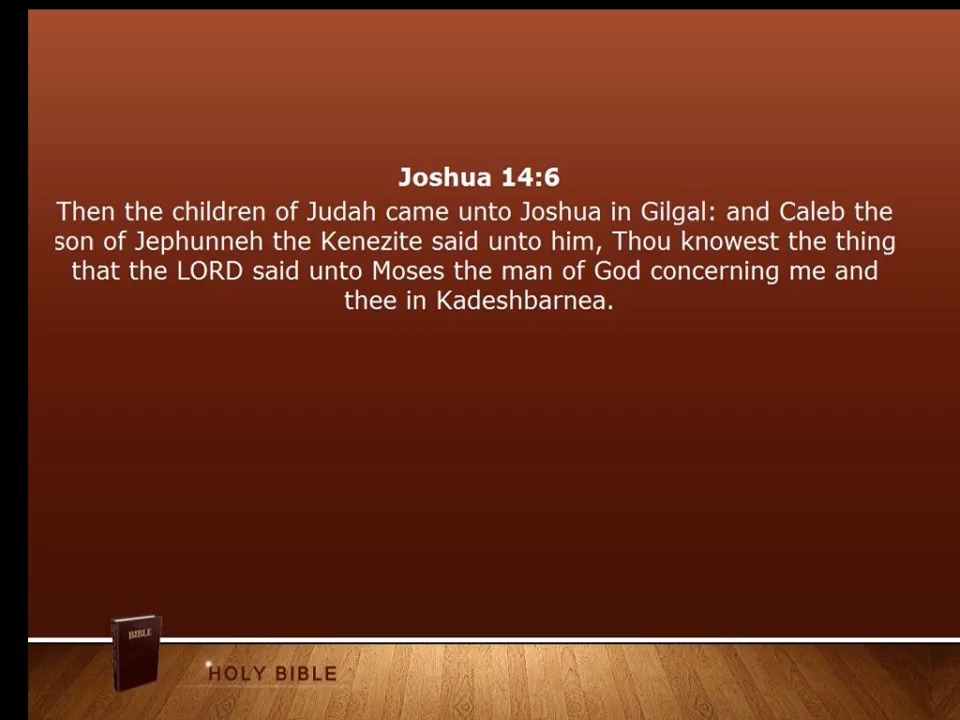 Joshua 14:6
Then the children of Judah came unto Joshua in Gilgal: and Caleb the
son of Jephunneh the Kenezite said unto him, Thou knowest the thing
that the LORD said unto Moses the man of God concerning me and
thee in Kadeshbarnea.
BIBLE
HOLY BIBLE